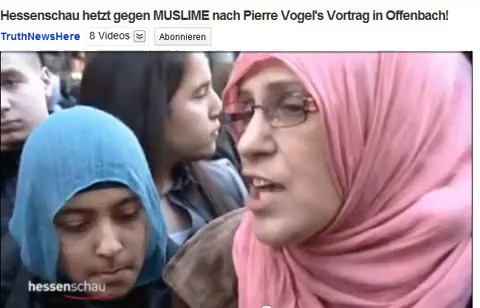 Hessenschau hetzt gegen MUSLIME nach Pierre Vogel's Vortrag in Offenbach!
TruthNewsHere 8 Videos Abonnieren
hessenschau